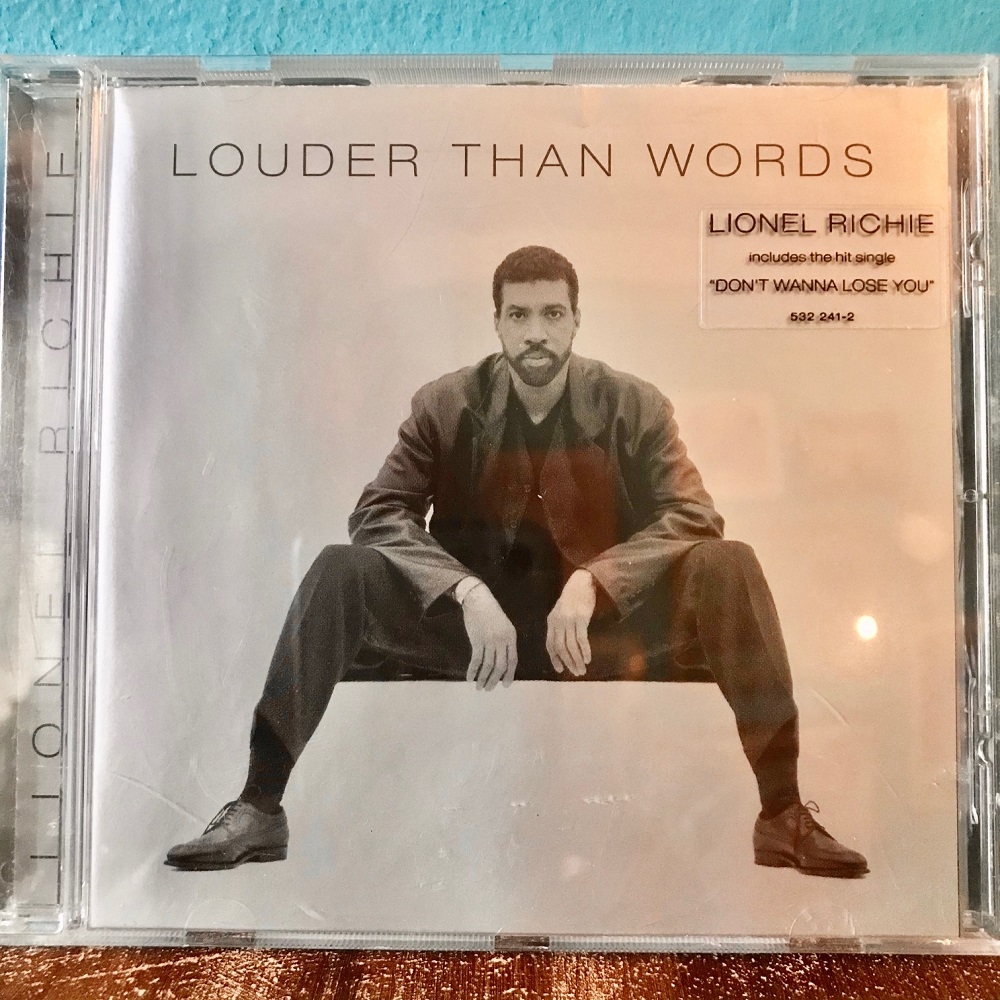 LOUDER THAN WORDS
LIONEL RICHIE
includes the hit single
"DON'T WANNA LOSE YOU"
532 241-2
LIONEL RICHIE